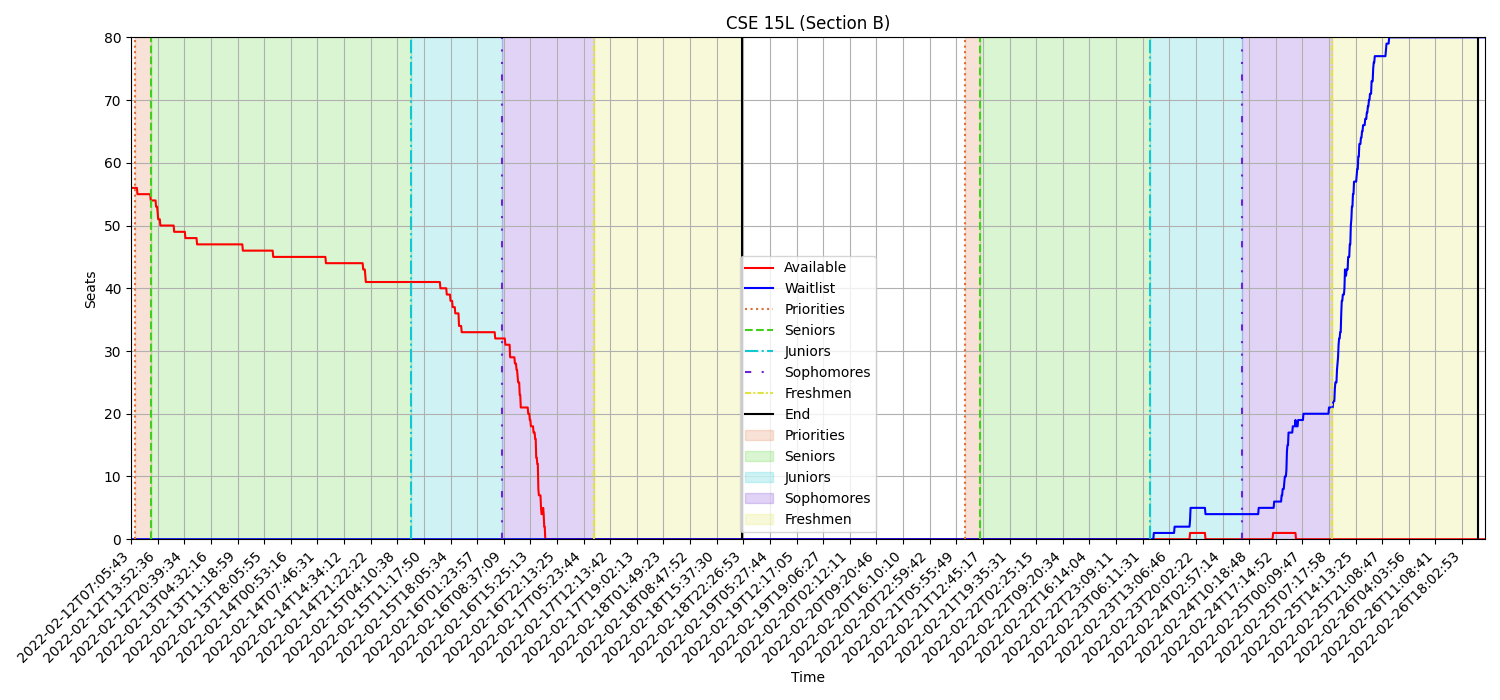 CSE 15L (Section B)
80
70
60
50
40
30
20
10
0
Seats
Available
Waitlist
Priorities
Seniors
Juniors
Sophomores
Freshmen
End
Priorities
Seniors
Juniors
Sophomores
Freshmen
2022-02-12T07:05:43
2022-02-12T13:52:36
2022-02-12T20:39:34
2022-02-13T04:32:16
2022-02-13T11:18:59
2022-02-13T18:05:55
2022-02-14T00:53:16
2022-02-14T07:46:31
2022-02-14T14:34:12
2022-02-14T21:22:22
2022-02-15T04:10:38
2022-02-15T11:17:50
2022-02-15T18:05:34
2022-02-16T01:23:57
2022-02-16T08:37:09
2022-02-16T15:25:13
2022-02-16T22:13:25
2022-02-17T05:23:44
2022-02-17T12:13:42
2022-02-17T19:02:13
2022-02-18T01:49:23
2022-02-18T08:47:52
2022-02-18T15:37:30
2022-02-18T22:26:53
2022-02-19T05:27:44
2022-02-19T12:17:05
2022-02-19T19:06:27
2022-02-20T02:12:11
2022-02-20T09:20:46
2022-02-20T16:10:10
2022-02-20T22:59:42
2022-02-21T05:55:49
2022-02-21T12:45:17
2022-02-21T19:35:31
2022-02-22T02:25:15
2022-02-22T09:20:34
2022-02-22T16:14:04
2022-02-22T23:09:11
2022-02-23T06:11:31
2022-02-23T13:06:46
2022-02-23T20:02:22
2022-02-24T02:57:14
2022-02-24T10:18:48
2022-02-24T17:14:52
2022-02-25T00:09:47
2022-02-25T07:17:58
2022-02-25T14:13:25
2022-02-25T21:08:47
2022-02-26T04:03:56
2022-02-26T11:08:41
2022-02-26T18:02:53
Time